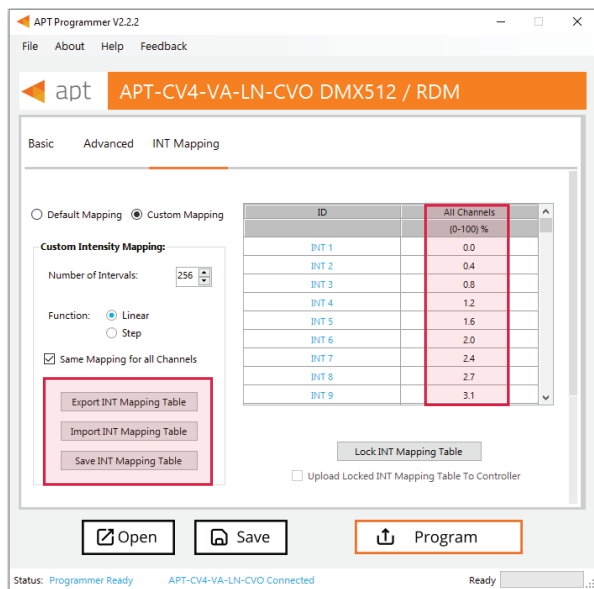 APT Programmer V2.2.2
File About Help Feedback
apt APT-CV4-VA-LN-CVO DMX512 / RDM
Basic Advanced INT Mapping
Default Mapping Custom Mapping
Custom Intensity Mapping:
Number of Intervals: 256
Function: Linear
Step
Same Mapping for all Channels
Export INT Mapping Table
Import INT Mapping Table
Save INT Mapping Table
ID All Channels
(0-100) %
INT 1 0.0
INT 2 0.4
INT 3 0.8
INT 4 1.2
INT 5 1.6
INT 6 2.0
INT 7 2.4
INT 8 2.7
INT 9 3.1
Lock INT Mapping Table
Upload Locked INT Mapping Table To Controller
Open Save Program
Status: Programmer Ready APT-CV4-VA-LN-CVO Connected Ready